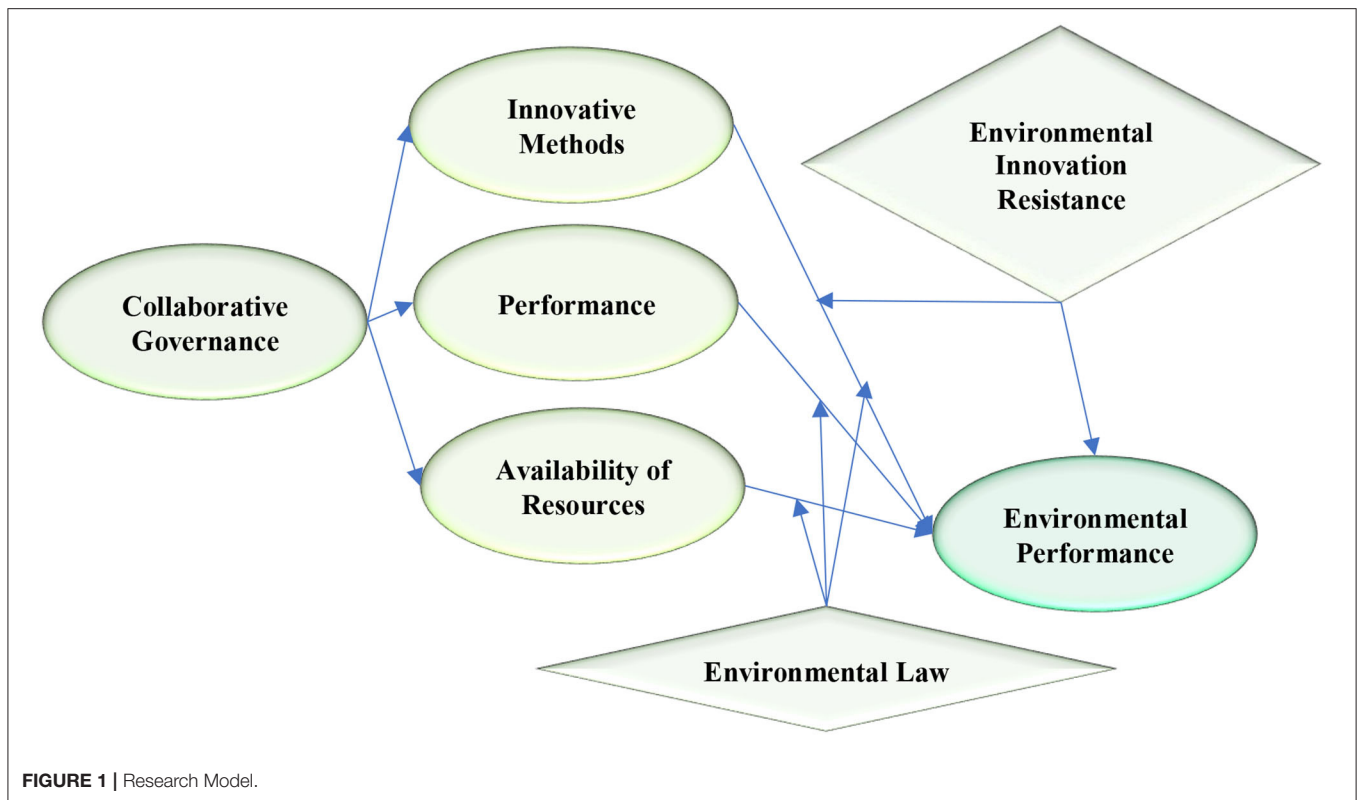 Innovative
Methods
Environmental
Innovation
Resistance
Collaborative
Governance
Performance
Availability of
Resources
Environmental
Performance
Environmental Law
FIGURE 1 | Research Model.